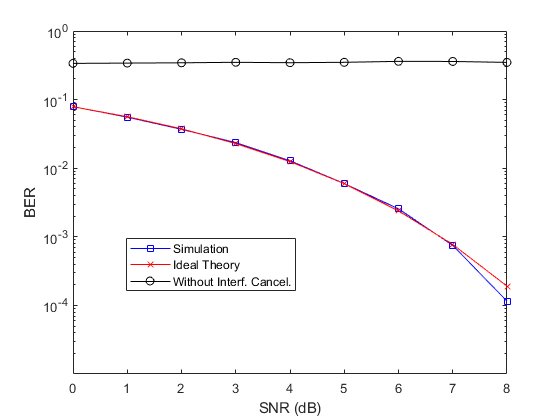 10^0
10^-1
10^-2
10^-3
10^-4
BER
Simulation
Ideal Theory
Without Interf. Cancel.
0 1 2 3 4 5 6 7 8
SNR (dB)